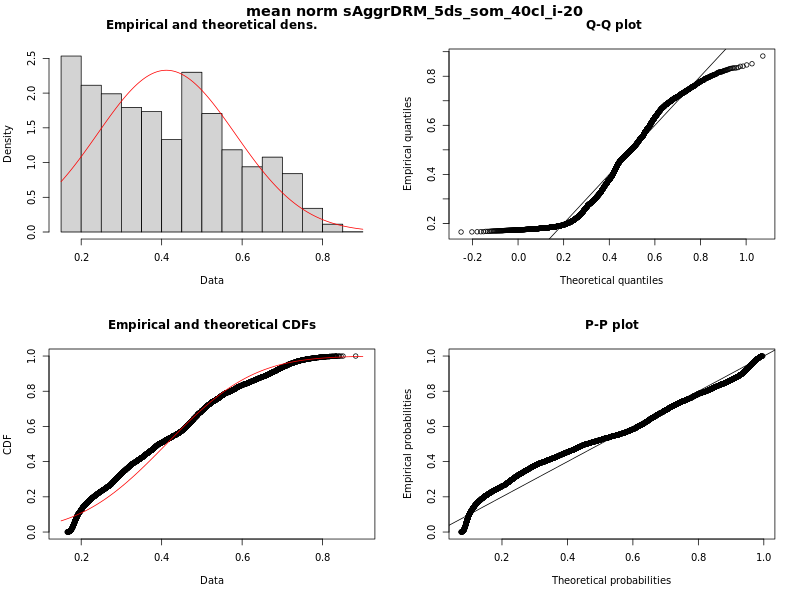 mean norm sAggrDRM_5ds_som_40cl_i-20
Empirical and theoretical dens.
Density
0.0 0.5 1.0 1.5 2.0 2.5
0.2 0.4 0.6 0.8
Data
Q-Q plot
Empirical quantiles
0.2 0.4 0.6 0.8
-0.2 0.0 0.2 0.4 0.6 0.8 1.0
Theoretical quantiles
Empirical and theoretical CDFs
CDF
0.0 0.2 0.4 0.6 0.8 1.0
0.2 0.4 0.6 0.8
Data
P-P plot
Empirical probabilities
0.0 0.2 0.4 0.6 0.8 1.0
0.2 0.4 0.6 0.8 1.0
Theoretical probabilities